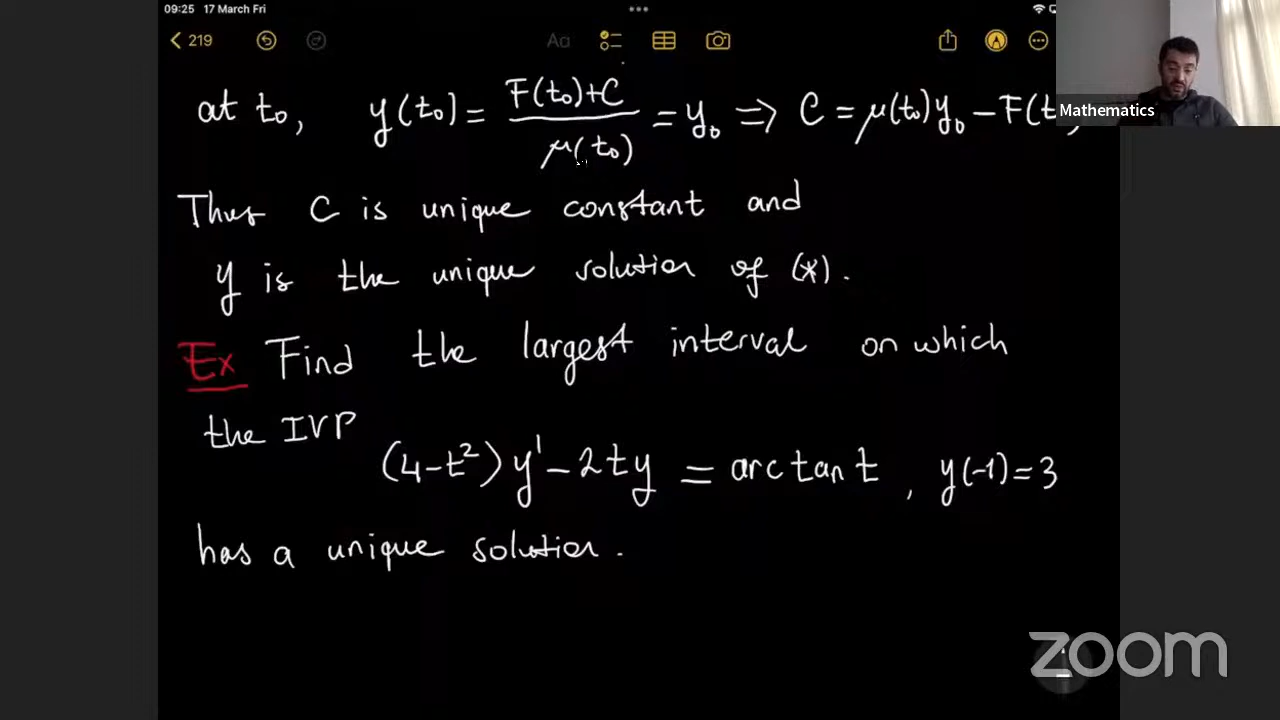 09:25 17 March Fri
219
Aa
Mathematics
at t₀, y(t₀) = (F(t₀)+C)/μ(t₀) = y₀ ⇒ C = μ(t₀)y₀ − F(t
Thus C is unique constant and
y is the unique solution of (*).
Ex Find the largest interval on which
the IVP
(4−t²) y' − 2ty = arctan t, y(-1)=3
has a unique solution.
zoom